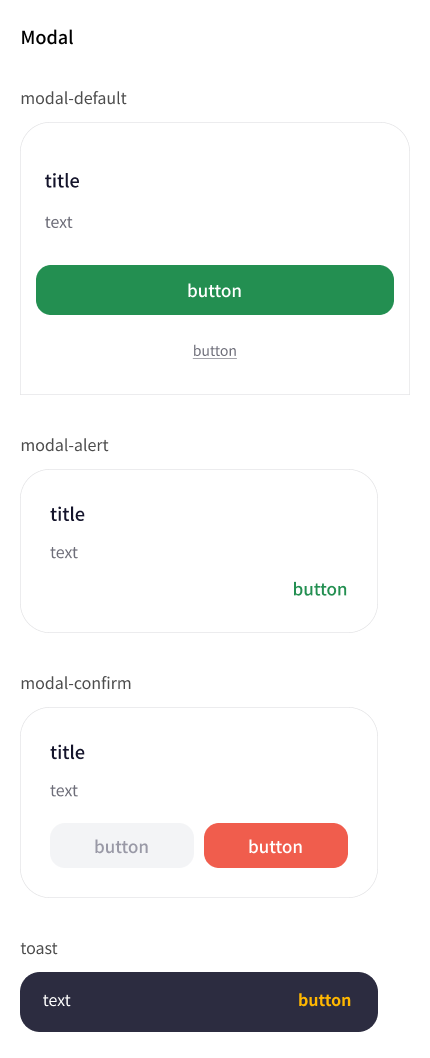 Modal
modal-default
title
text
button
button
modal-alert
title
text
button
modal-confirm
title
text
button button
toast
text button